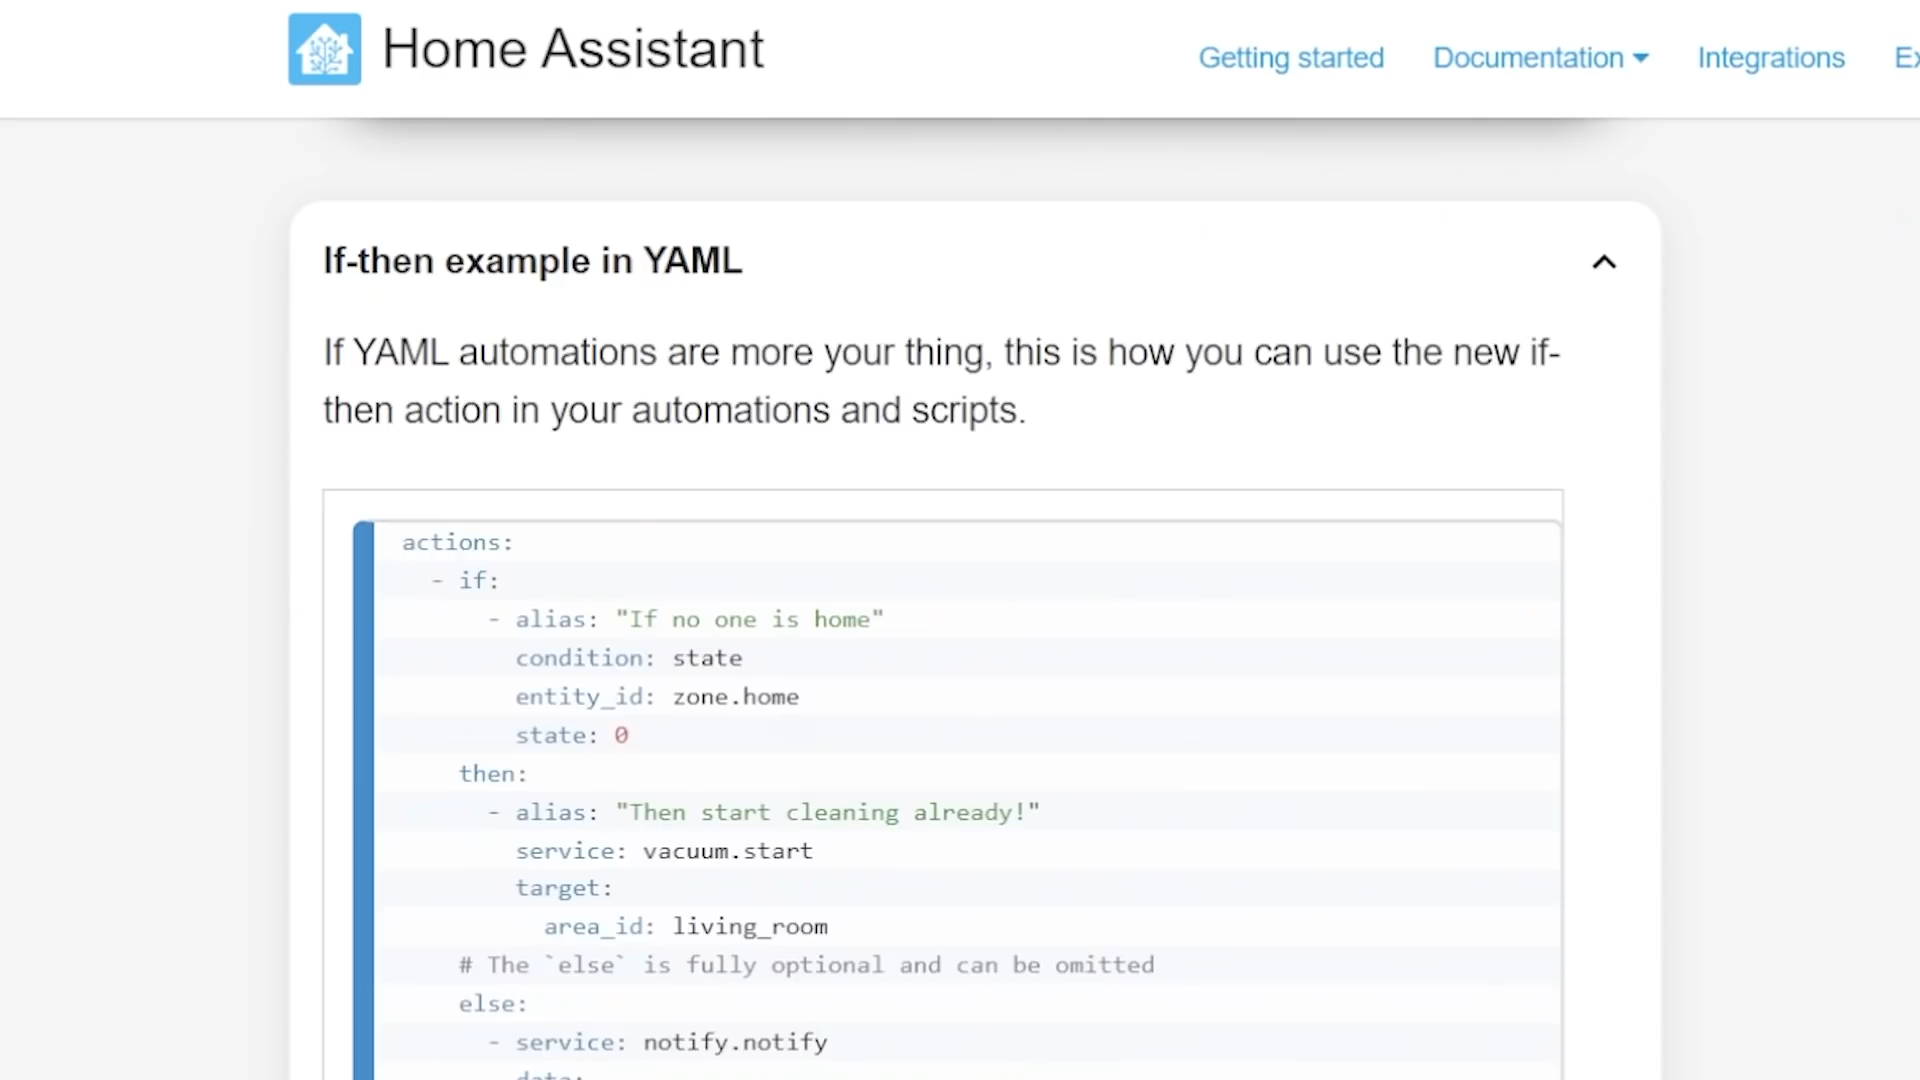 Home Assistant
Getting started Documentation Integrations
If-then example in YAML
If YAML automations are more your thing, this is how you can use the new if-
then action in your automations and scripts.
actions:
- if:
- alias: "If no one is home"
condition: state
entity_id: zone.home
state: 0
then:
- alias: "Then start cleaning already!"
service: vacuum.start
target:
area_id: living_room
# The `else` is fully optional and can be omitted
else:
- service: notify.notify
data: